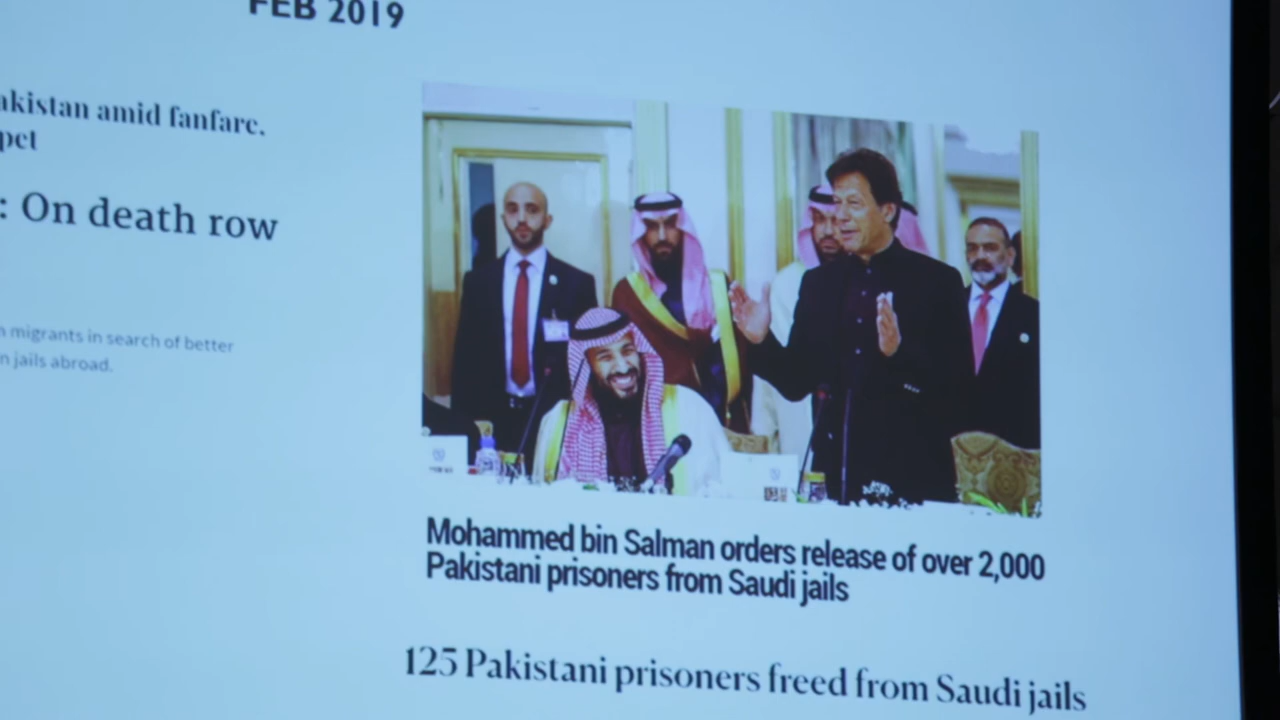 FEB 2019
akistan amid fanfare.
pet
: On death row
n migrants in search of better
n jails abroad.
Mohammed bin Salman orders release of over 2,000
Pakistani prisoners from Saudi jails
125 Pakistani prisoners freed from Saudi jails